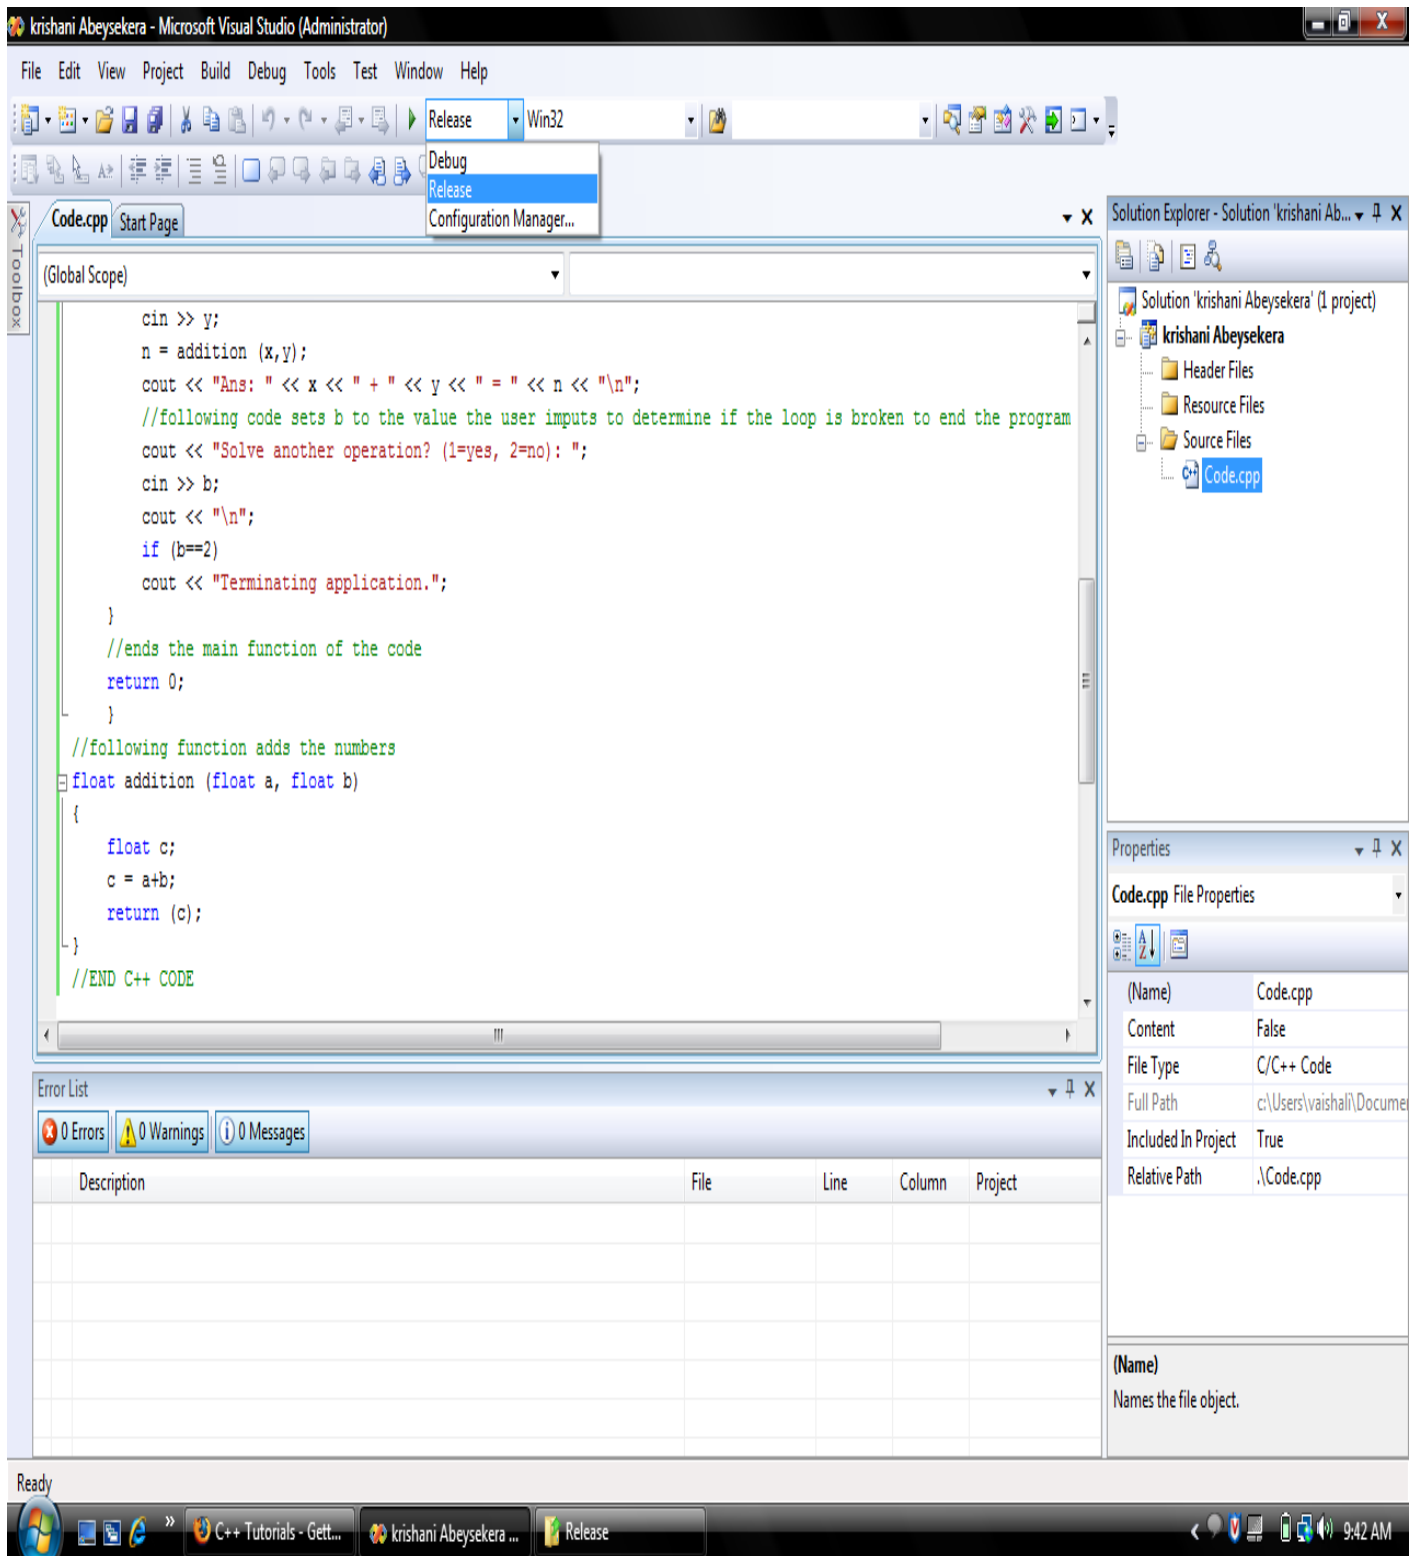 krishani Abeysekera - Microsoft Visual Studio (Administrator)
File Edit View Project Build Debug Tools Test Window Help
Release Win32
Debug
Release
Configuration Manager...
Toolbox
Code.cpp Start Page
(Global Scope)
cin >> y;
n = addition (x,y);
cout << "Ans: " << x << " + " << y << " = " << n << "\n";
//following code sets b to the value the user imputs to determine if the loop is broken to end the program
cout << "Solve another operation? (1=yes, 2=no): ";
cin >> b;
cout << "\n";
if (b==2)
cout << "Terminating application.";
}
//ends the main function of the code
return 0;
}
//following function adds the numbers
float addition (float a, float b)
{
float c;
c = a+b;
return (c);
}
//END C++ CODE
Solution Explorer - Solution 'krishani Ab...
Solution 'krishani Abeysekera' (1 project)
krishani Abeysekera
Header Files
Resource Files
Source Files
Code.cpp
Properties
Code.cpp File Properties
(Name) Code.cpp
Content False
File Type C/C++ Code
Full Path c:\Users\vaishali\Docume
Included In Project True
Relative Path .\Code.cpp
(Name)
Names the file object.
Error List
0 Errors 0 Warnings 0 Messages
Description File Line Column Project
Ready
C++ Tutorials - Gett... krishani Abeysekera ... Release 9:42 AM